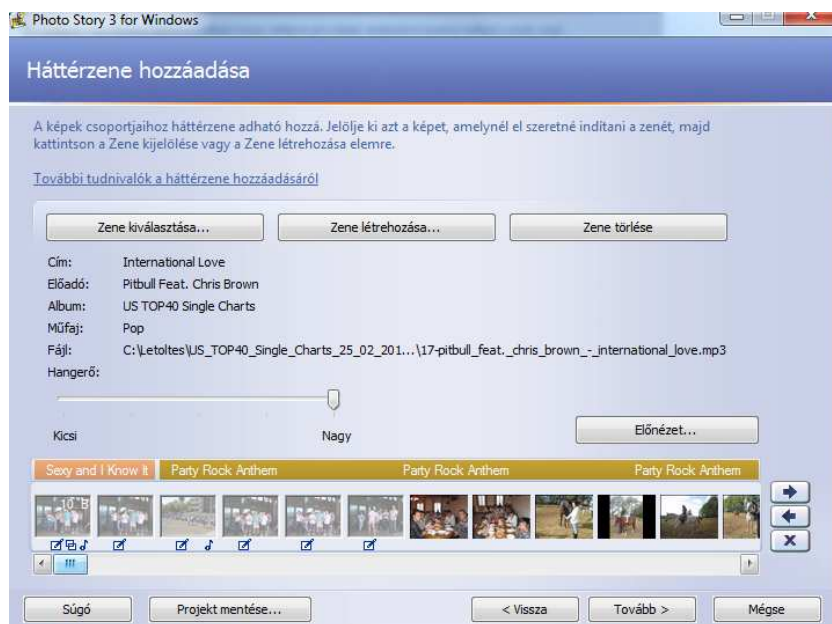 Photo Story 3 for Windows
Háttérzene hozzáadása
A képek csoportjaihoz háttérzene adható hozzá. Jelölje ki azt a képet, amelynél el szeretné indítani a zenét, majd
kattintson a Zene kijelölése vagy a Zene létrehozása elemre.
További tudnivalók a háttérzene hozzáadásáról
Zene kiválasztása... Zene létrehozása... Zene törlése
Cím: International Love
Előadó: Pitbull Feat. Chris Brown
Album: US TOP40 Single Charts
Műfaj: Pop
Fájl: C:\Letoltes\US_TOP40_Single_Charts_25_02_201...\17-pitbull_feat._chris_brown_-_international_love.mp3
Hangerő:
Kicsi Nagy Előnézet...
Sexy and I Know It Party Rock Anthem Party Rock Anthem Party Rock Anthem
10. B
Súgó Projekt mentése... < Vissza Tovább > Mégse